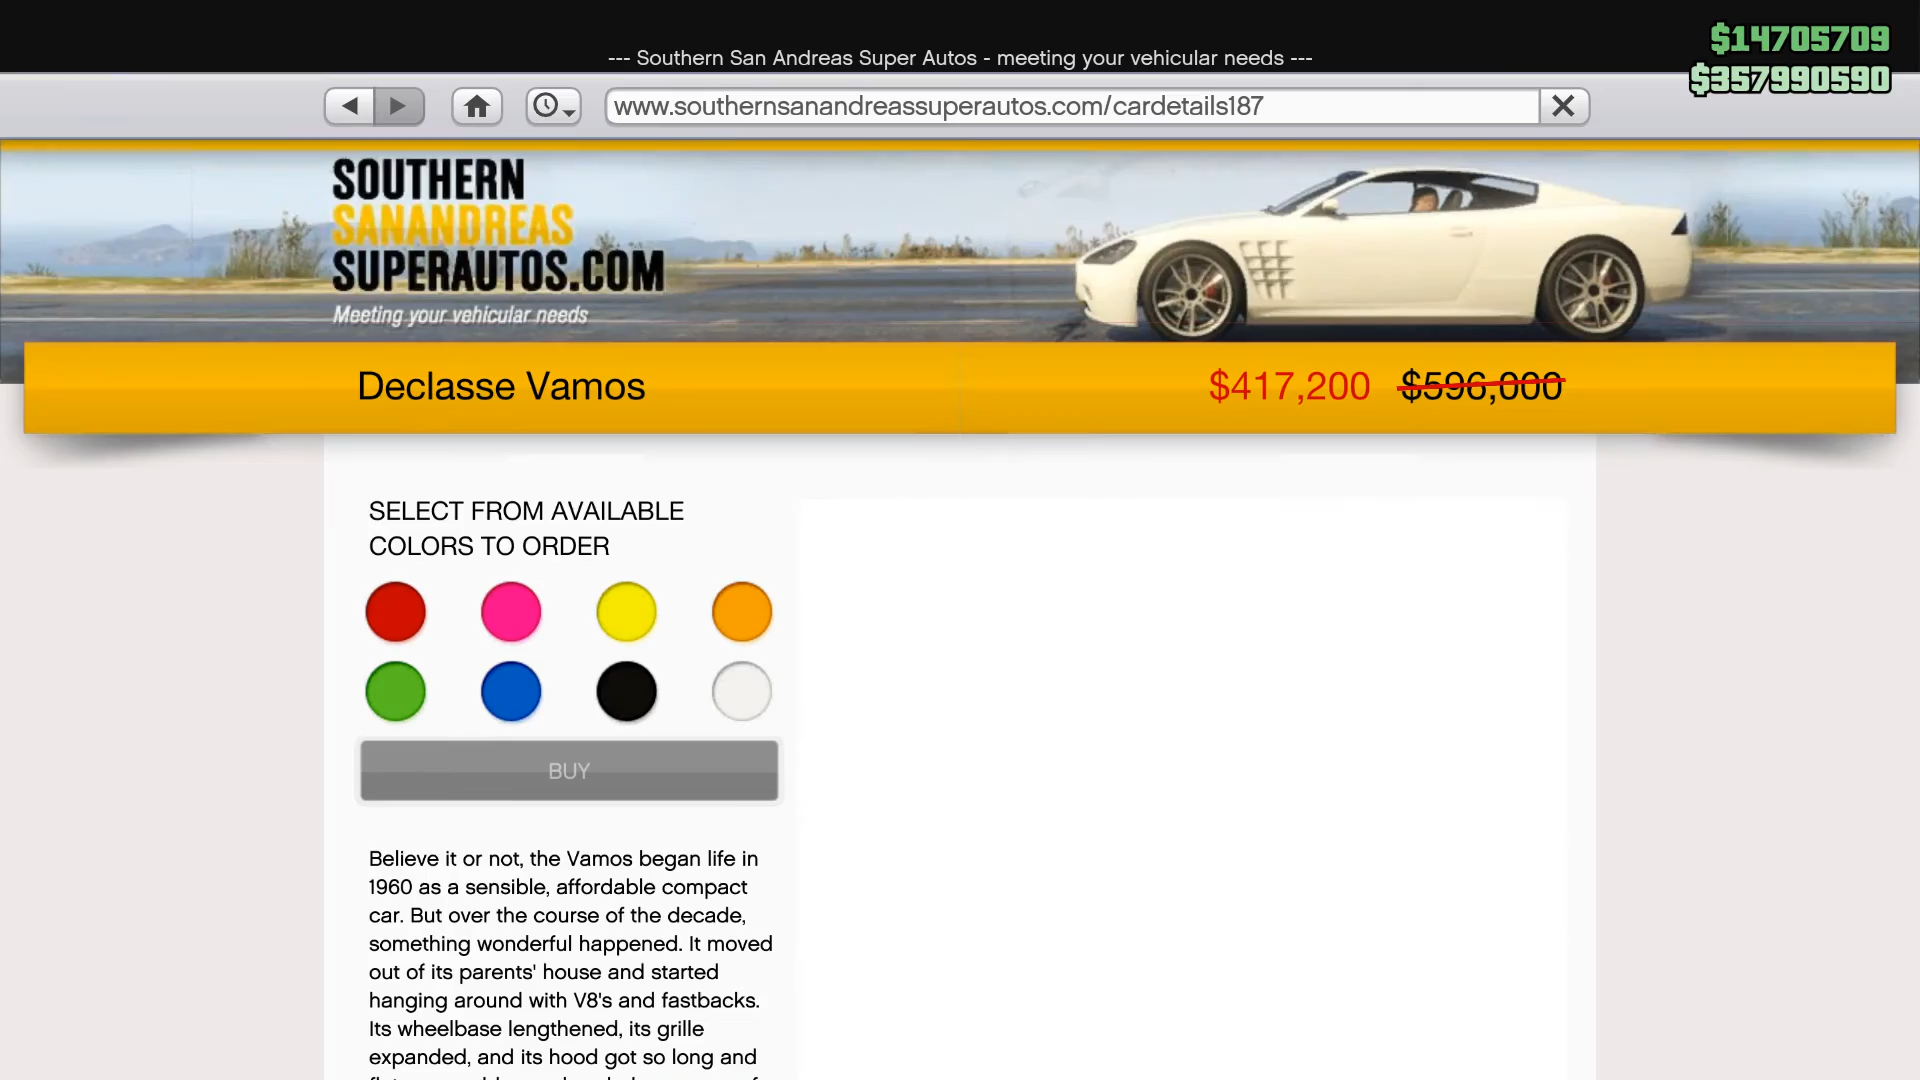 $14705709
--- Southern San Andreas Super Autos - meeting your vehicular needs ---
$357990590
www.southernsanandreassuperautos.com/cardetails187
SOUTHERN
SANANDREAS
SUPERAUTOS.COM
Meeting your vehicular needs
Declasse Vamos $417,200 $596,000
SELECT FROM AVAILABLE
COLORS TO ORDER
BUY
Believe it or not, the Vamos began life in
1960 as a sensible, affordable compact
car. But over the course of the decade,
something wonderful happened. It moved
out of its parents' house and started
hanging around with V8's and fastbacks.
Its wheelbase lengthened, its grille
expanded, and its hood got so long and